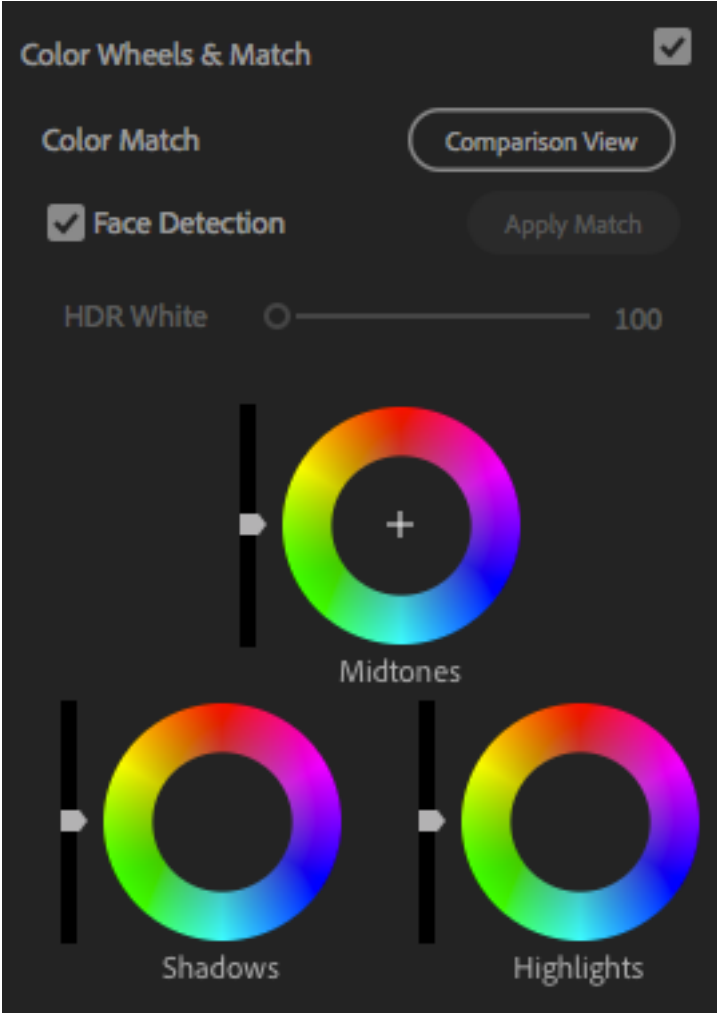 Color Wheels & Match
Color Match
Comparison View
Face Detection
Apply Match
HDR White
100
Midtones
Shadows
Highlights